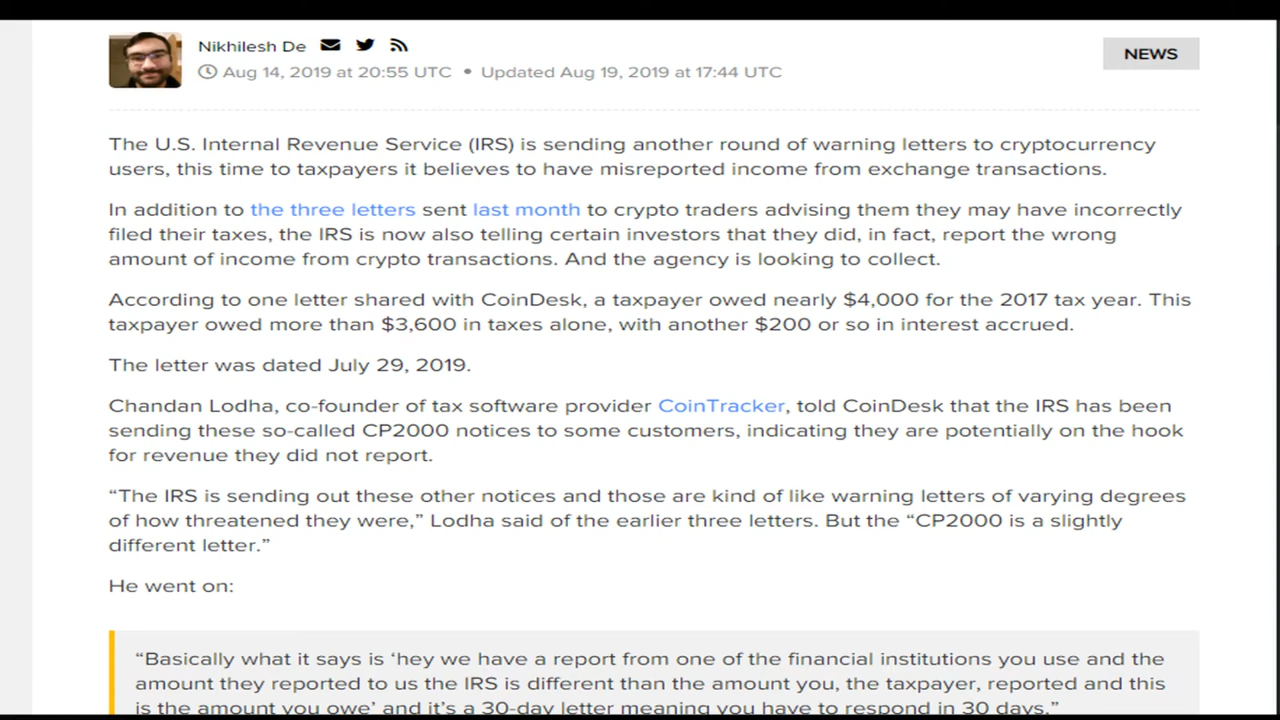 Nikhilesh De
Aug 14, 2019 at 20:55 UTC • Updated Aug 19, 2019 at 17:44 UTC
NEWS
The U.S. Internal Revenue Service (IRS) is sending another round of warning letters to cryptocurrency
users, this time to taxpayers it believes to have misreported income from exchange transactions.
In addition to the three letters sent last month to crypto traders advising them they may have incorrectly
filed their taxes, the IRS is now also telling certain investors that they did, in fact, report the wrong
amount of income from crypto transactions. And the agency is looking to collect.
According to one letter shared with CoinDesk, a taxpayer owed nearly $4,000 for the 2017 tax year. This
taxpayer owed more than $3,600 in taxes alone, with another $200 or so in interest accrued.
The letter was dated July 29, 2019.
Chandan Lodha, co-founder of tax software provider CoinTracker, told CoinDesk that the IRS has been
sending these so-called CP2000 notices to some customers, indicating they are potentially on the hook
for revenue they did not report.
“The IRS is sending out these other notices and those are kind of like warning letters of varying degrees
of how threatened they were,” Lodha said of the earlier three letters. But the “CP2000 is a slightly
different letter.”
He went on:
“Basically what it says is ‘hey we have a report from one of the financial institutions you use and the
amount they reported to us the IRS is different than the amount you, the taxpayer, reported and this
is the amount you owe’ and it’s a 30-day letter meaning you have to respond in 30 days.”